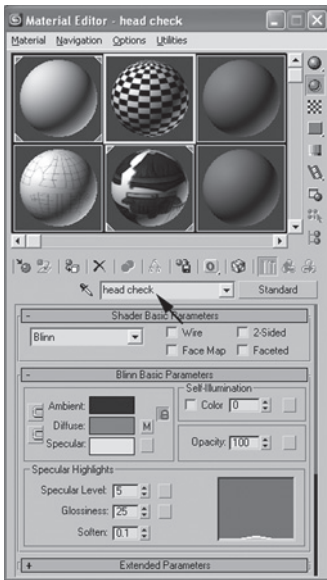 Material Editor - head check
Material Navigation Options Utilities
head check Standard
- Shader Basic Parameters
Blinn Wire 2-Sided
Face Map Faceted
- Blinn Basic Parameters
Self-Illumination
Ambient: Color 0
Diffuse: M
Specular: Opacity: 100
Specular Highlights
Specular Level: 5
Glossiness: 25
Soften: 0.1
+ Extended Parameters